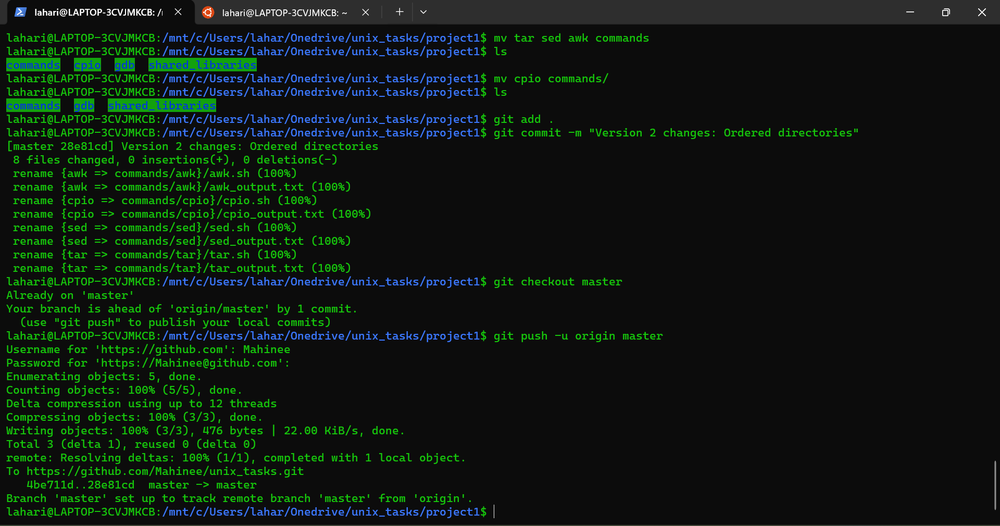 lahari@LAPTOP-3CVJMKCB: /
lahari@LAPTOP-3CVJMKCB: ~
lahari@LAPTOP-3CVJMKCB:/mnt/c/Users/lahar/Onedrive/unix_tasks/project1$ mv tar sed awk commands
lahari@LAPTOP-3CVJMKCB:/mnt/c/Users/lahar/Onedrive/unix_tasks/project1$ ls
commands  cpio  gdb  shared_libraries
lahari@LAPTOP-3CVJMKCB:/mnt/c/Users/lahar/Onedrive/unix_tasks/project1$ mv cpio commands/
lahari@LAPTOP-3CVJMKCB:/mnt/c/Users/lahar/Onedrive/unix_tasks/project1$ ls
commands  gdb  shared_libraries
lahari@LAPTOP-3CVJMKCB:/mnt/c/Users/lahar/Onedrive/unix_tasks/project1$ git add .
lahari@LAPTOP-3CVJMKCB:/mnt/c/Users/lahar/Onedrive/unix_tasks/project1$ git commit -m "Version 2 changes: Ordered directories"
[master 28e81cd] Version 2 changes: Ordered directories
 8 files changed, 0 insertions(+), 0 deletions(-)
 rename {awk => commands/awk}/awk.sh (100%)
 rename {awk => commands/awk}/awk_output.txt (100%)
 rename {cpio => commands/cpio}/cpio.sh (100%)
 rename {cpio => commands/cpio}/cpio_output.txt (100%)
 rename {sed => commands/sed}/sed.sh (100%)
 rename {sed => commands/sed}/sed_output.txt (100%)
 rename {tar => commands/tar}/tar.sh (100%)
 rename {tar => commands/tar}/tar_output.txt (100%)
lahari@LAPTOP-3CVJMKCB:/mnt/c/Users/lahar/Onedrive/unix_tasks/project1$ git checkout master
Already on 'master'
Your branch is ahead of 'origin/master' by 1 commit.
  (use "git push" to publish your local commits)
lahari@LAPTOP-3CVJMKCB:/mnt/c/Users/lahar/Onedrive/unix_tasks/project1$ git push -u origin master
Username for 'https://github.com': Mahinee
Password for 'https://Mahinee@github.com':
Enumerating objects: 5, done.
Counting objects: 100% (5/5), done.
Delta compression using up to 12 threads
Compressing objects: 100% (3/3), done.
Writing objects: 100% (3/3), 476 bytes | 22.00 KiB/s, done.
Total 3 (delta 1), reused 0 (delta 0)
remote: Resolving deltas: 100% (1/1), completed with 1 local object.
To https://github.com/Mahinee/unix_tasks.git
   4be711d..28e81cd  master -> master
Branch 'master' set up to track remote branch 'master' from 'origin'.
lahari@LAPTOP-3CVJMKCB:/mnt/c/Users/lahar/Onedrive/unix_tasks/project1$